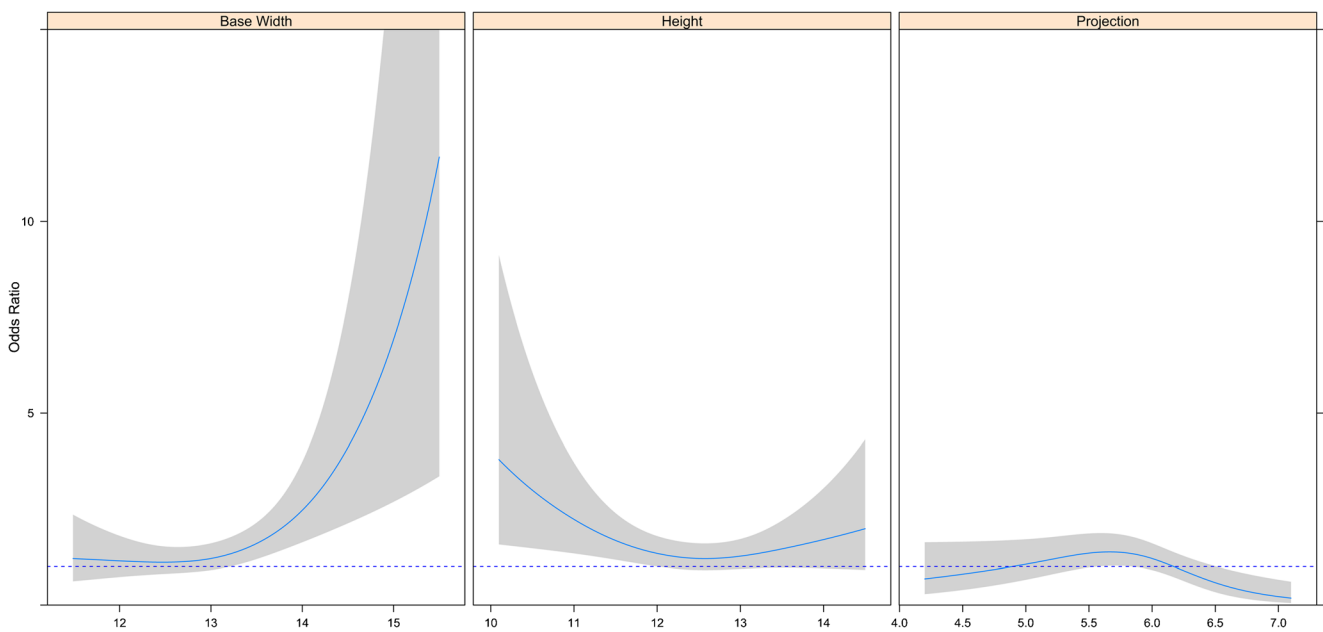 Base Width
Height
Projection
Odds Ratio
10
5
12 13 14 15
10 11 12 13 14
4.0 4.5 5.0 5.5 6.0 6.5 7.0